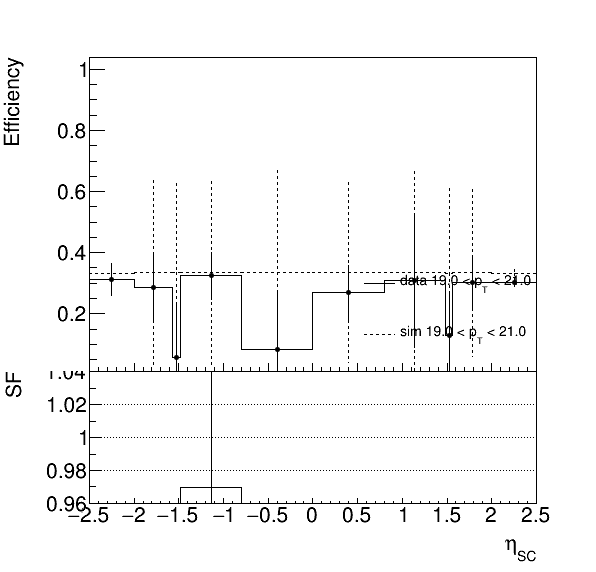 Efficiency
1
0.8
0.6
0.4
0.2
data 19.0 < p_T < 21.0
sim 19.0 < p_T < 21.0
SF
1.04
1.02
1
0.98
0.96
−2.5 −2 −1.5 −1 −0.5 0 0.5 1 1.5 2 2.5
η_SC